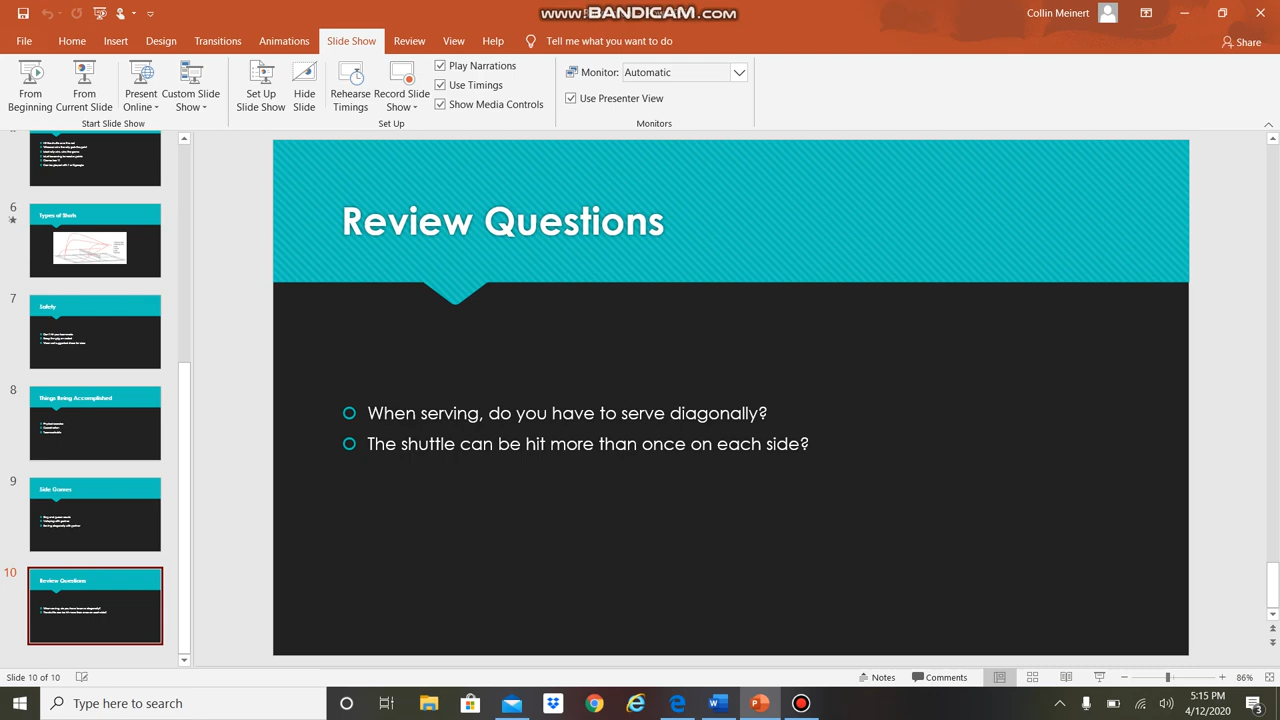 www.BANDICAM.com
Collin Meinert
File Home Insert Design Transitions Animations Slide Show Review View Help Tell me what you want to do
Share
From Beginning
From Current Slide
Present Online
Custom Slide Show
Set Up Slide Show
Hide Slide
Rehearse Timings
Record Slide Show
Play Narrations
Use Timings
Show Media Controls
Monitor: Automatic
Use Presenter View
Start Slide Show
Set Up
Monitors
6
Types of Shots
7
Safety
8
Things Being Accomplished
9
Side Games
10
Review Questions
Review Questions
When serving, do you have to serve diagonally?
The shuttle can be hit more than once on each side?
Slide 10 of 10
Notes
Comments
86%
Type here to search
5:15 PM
4/12/2020
3